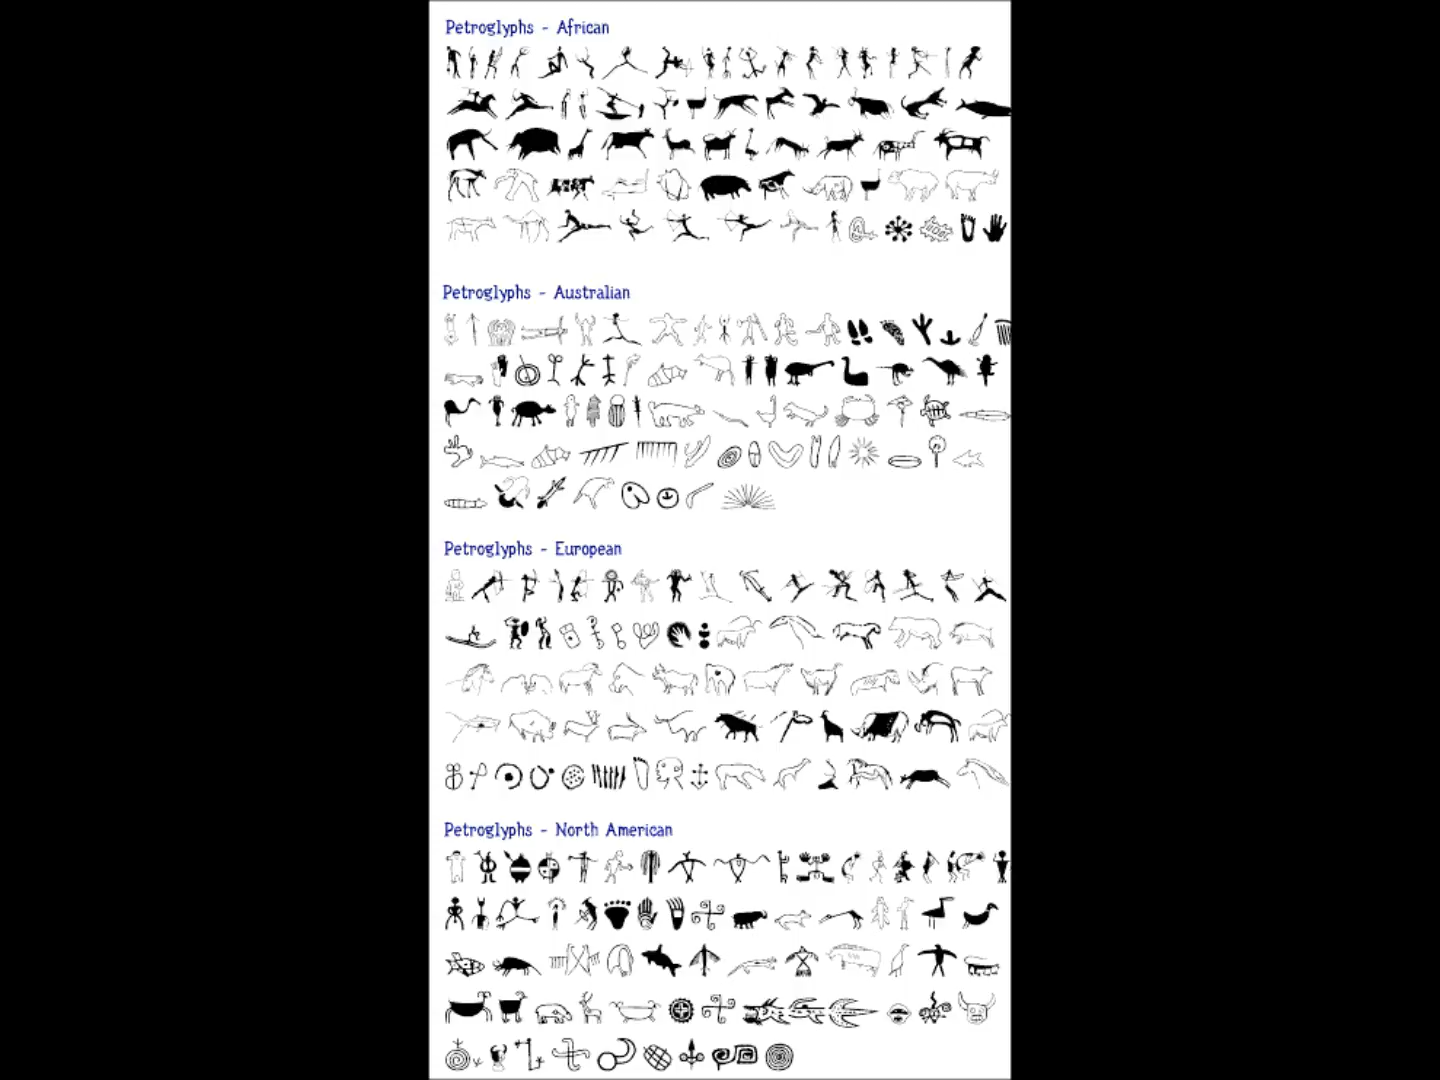 Petroglyphs - African
Petroglyphs - Australian
Petroglyphs - European
Petroglyphs - North American